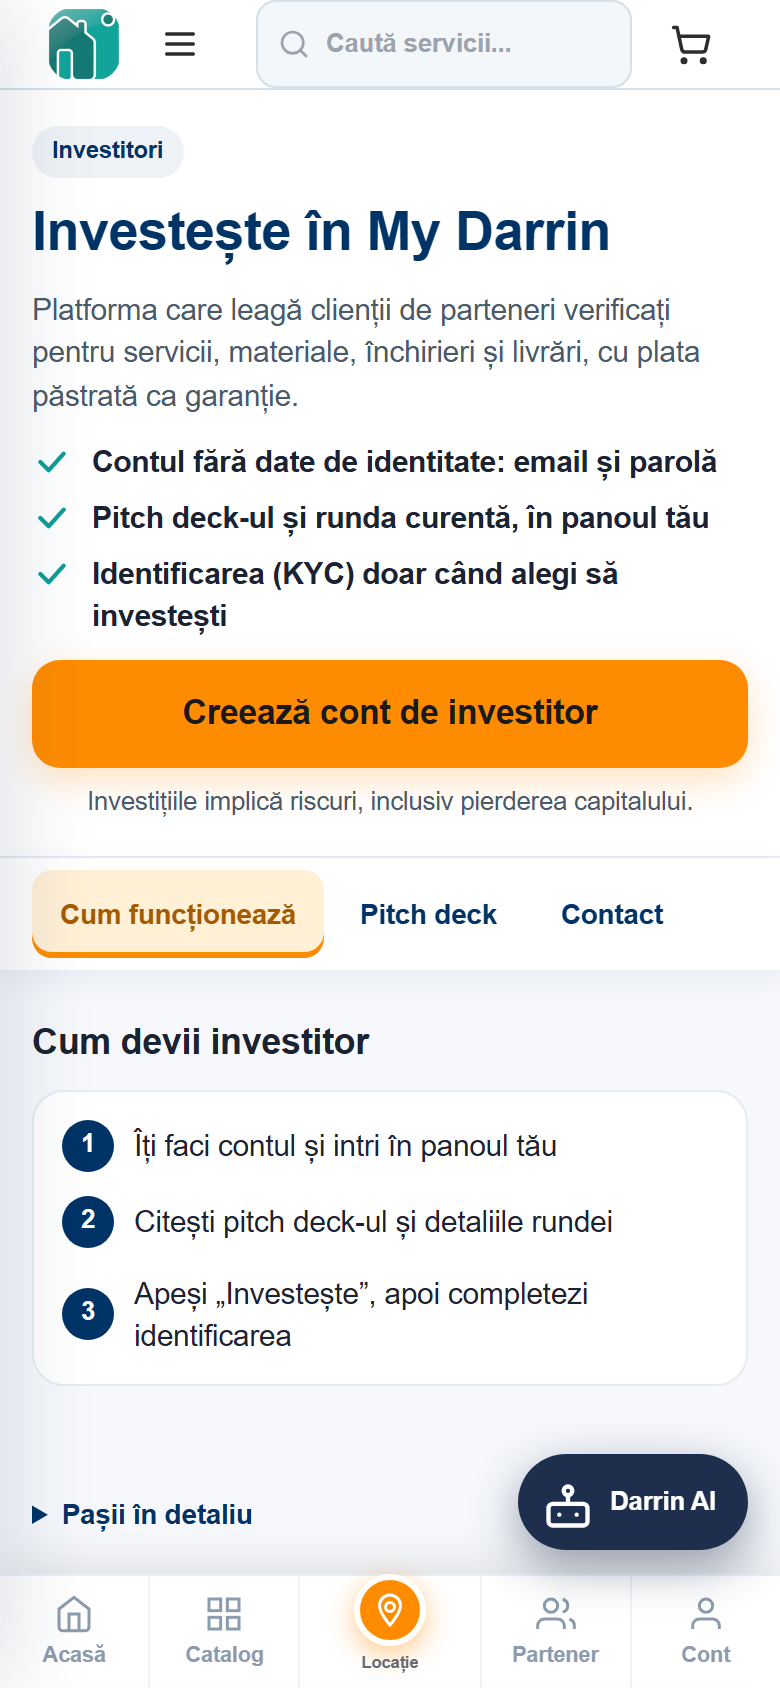 Caută servicii...
Investitori
Investește în My Darrin
Platforma care leagă clienții de parteneri verificați
pentru servicii, materiale, închirieri și livrări, cu plata
păstrată ca garanție.
Contul fără date de identitate: email și parolă
Pitch deck-ul și runda curentă, în panoul tău
Identificarea (KYC) doar când alegi să
investești
Creează cont de investitor
Investițiile implică riscuri, inclusiv pierderea capitalului.
Cum funcționează Pitch deck Contact
Cum devii investitor
1 Îți faci contul și intri în panoul tău
2 Citești pitch deck-ul și detaliile rundei
3 Apeși „Investește”, apoi completezi
identificarea
Darrin AI
Pașii în detaliu
Acasă Catalog Locație Partener Cont